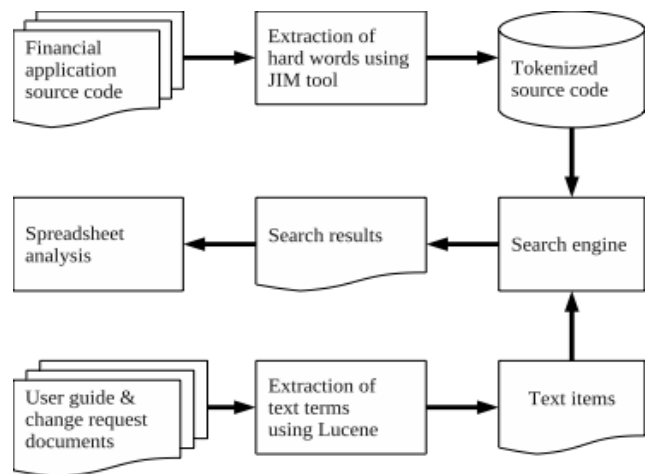 Financial
application
source code
Extraction of
hard words using
JIM tool
Tokenized
source code
Spreadsheet
analysis
Search results
Search engine
User guide &
change request
documents
Extraction of
text terms
using Lucene
Text items